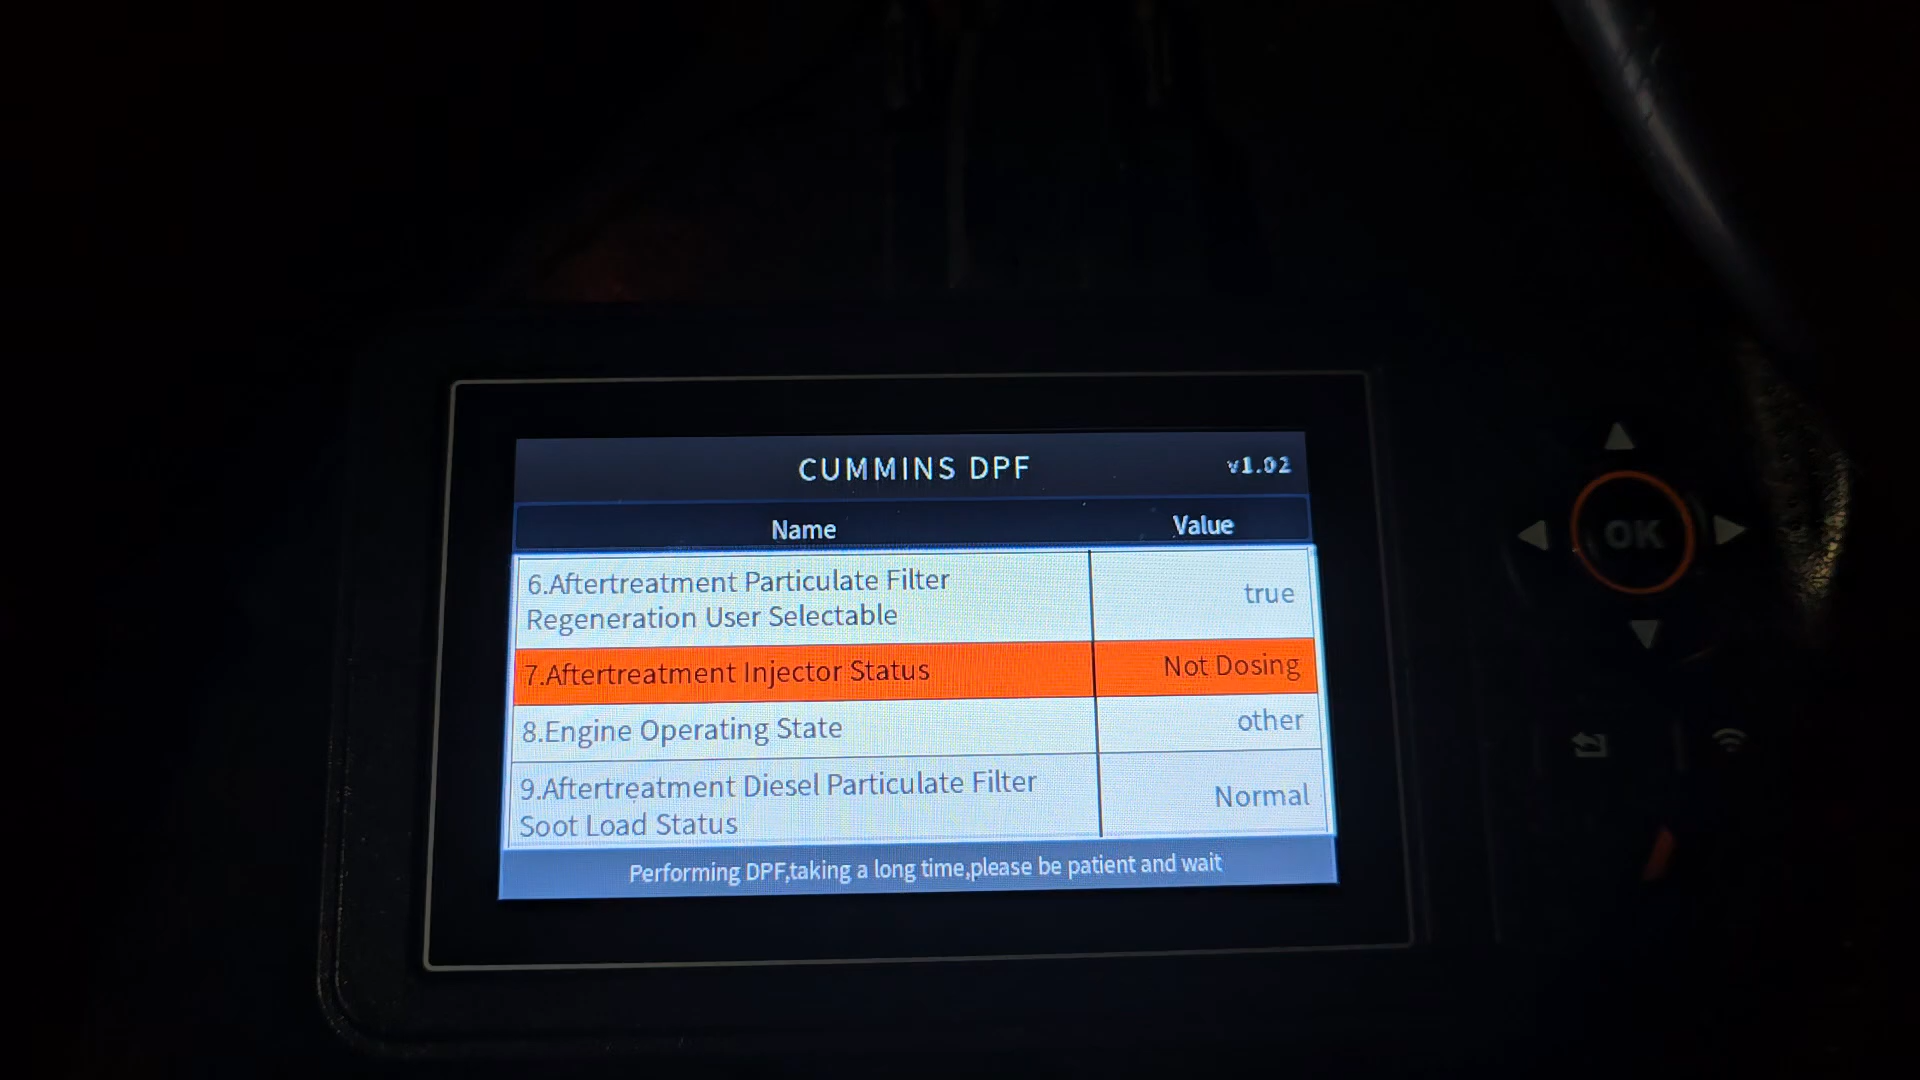 CUMMINS DPF v1.02
Name Value
6.Aftertreatment Particulate Filter
Regeneration User Selectable true
7.Aftertreatment Injector Status Not Dosing
8.Engine Operating State other
9.Aftertreatment Diesel Particulate Filter
Soot Load Status Normal
Performing DPF,taking a long time,please be patient and wait
OK